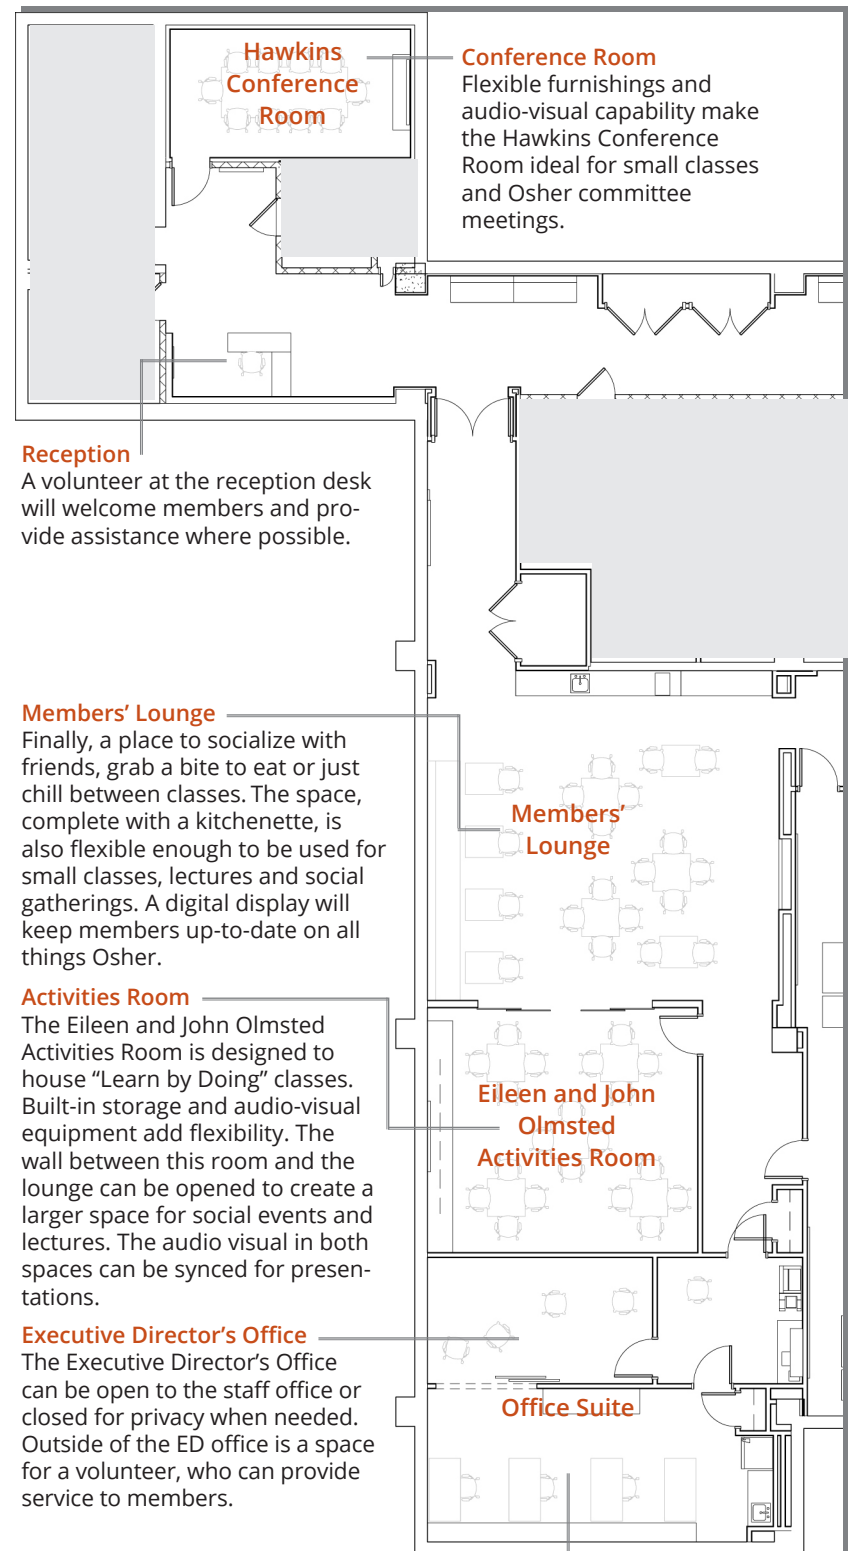 Hawkins
Conference
Room
Conference Room
Flexible furnishings and
audio-visual capability make
the Hawkins Conference
Room ideal for small classes
and Osher committee
meetings.
Reception
A volunteer at the reception desk
will welcome members and pro-
vide assistance where possible.
Members’ Lounge
Finally, a place to socialize with
friends, grab a bite to eat or just
chill between classes. The space,
complete with a kitchenette, is
also flexible enough to be used for
small classes, lectures and social
gatherings. A digital display will
keep members up-to-date on all
things Osher.
Members’
Lounge
Activities Room
The Eileen and John Olmsted
Activities Room is designed to
house “Learn by Doing” classes.
Built-in storage and audio-visual
equipment add flexibility. The
wall between this room and the
lounge can be opened to create a
larger space for social events and
lectures. The audio visual in both
spaces can be synced for presen-
tations.
Eileen and John
Olmsted
Activities Room
Executive Director’s Office
The Executive Director’s Office
can be open to the staff office or
closed for privacy when needed.
Outside of the ED office is a space
for a volunteer, who can provide
service to members.
Office Suite